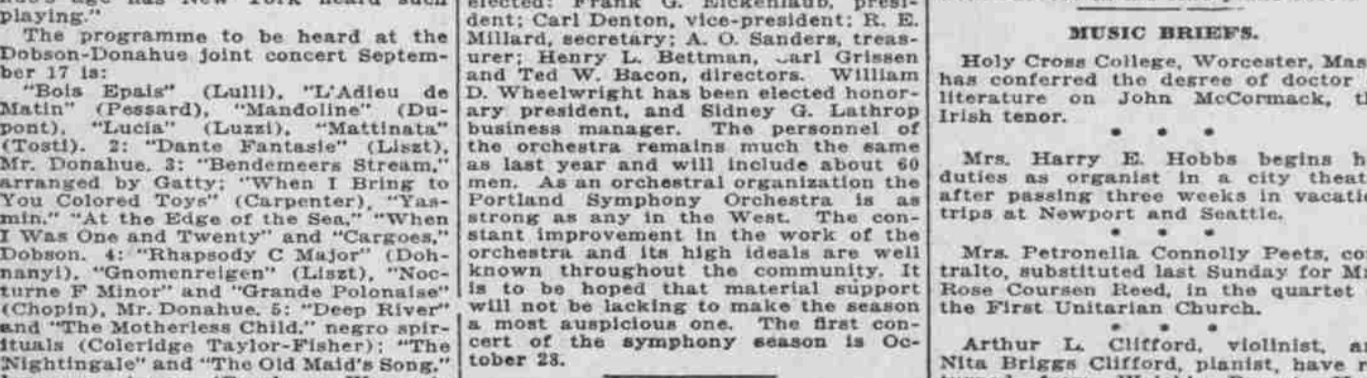 playing."
The programme to be heard at the
Dobson-Donahue joint concert Septem-
ber 17 is:
"Bois Epais" (Lulli), "L'Adieu de
Matin" (Pessard), "Mandoline" (Du-
pont), "Lucia" (Luzzi), "Mattinata"
(Tosti). 2: "Dante Fantasie" (Liszt),
Mr. Donahue. 3: "Bendemeers Stream,"
arranged by Gatty; "When I Bring to
You Colored Toys" (Carpenter), "Yas-
min," "At the Edge of the Sea," "When
I Was One and Twenty" and "Cargoes,"
Dobson. 4: "Rhapsody C Major" (Doh-
nanyi), "Gnomenreigen" (Liszt), "Noc-
turne F Minor" and "Grande Polonaise"
(Chopin), Mr. Donahue. 5: "Deep River"
and "The Motherless Child," negro spir-
ituals (Coleridge Taylor-Fisher); "The
Nightingale" and "The Old Maid's Song,"
elected: Frank G. Eickenlaub, presi-
dent; Carl Denton, vice-president; R. E.
Millard, secretary; A. O. Sanders, treas-
urer; Henry L. Bettman, Carl Grissen
and Ted W. Bacon, directors. William
D. Wheelwright has been elected honor-
ary president, and Sidney G. Lathrop
business manager. The personnel of
the orchestra remains much the same
as last year and will include about 60
men. As an orchestral organization the
Portland Symphony Orchestra is as
strong as any in the West. The con-
stant improvement in the work of the
orchestra and its high ideals are well
known throughout the community. It
is to be hoped that material support
will not be lacking to make the season
a most auspicious one. The first con-
cert of the symphony season is Oc-
tober 28.
MUSIC BRIEFS.
Holy Cross College, Worcester, Mas
has conferred the degree of doctor
literature on John McCormack, th
Irish tenor.
* * *
Mrs. Harry E. Hobbs begins h
duties as organist in a city theat
after passing three weeks in vacati
trips at Newport and Seattle.
* * *
Mrs. Petronella Connolly Peets, co
tralto, substituted last Sunday for M
Rose Coursen Reed, in the quartet
the First Unitarian Church.
* * *
Arthur L. Clifford, violinist, a
Nita Briggs Clifford, pianist, have r